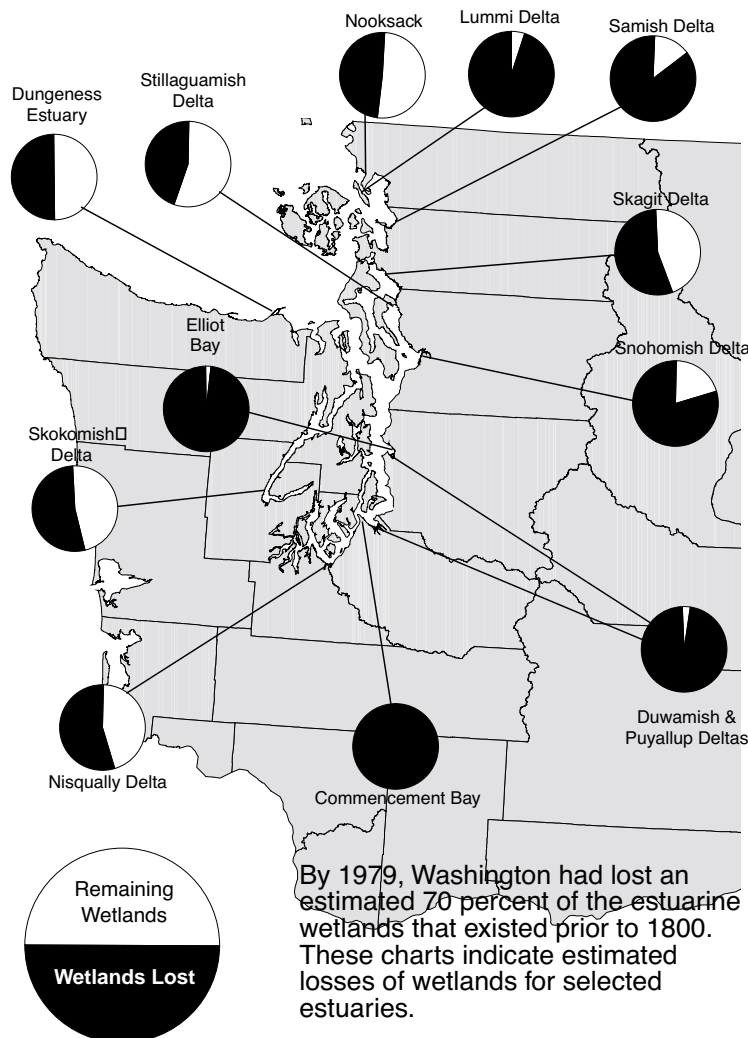 Nooksack
Lummi Delta
Samish Delta
Dungeness
Estuary
Stillaguamish
Delta
Skagit Delta
Elliot
Bay
Snohomish Delta
Skokomish□
Delta
Duwamish &
Puyallup Deltas
Nisqually Delta
Commencement Bay
Remaining
Wetlands
Wetlands Lost
By 1979, Washington had lost an
estimated 70 percent of the estuarine
wetlands that existed prior to 1800.
These charts indicate estimated
losses of wetlands for selected
estuaries.